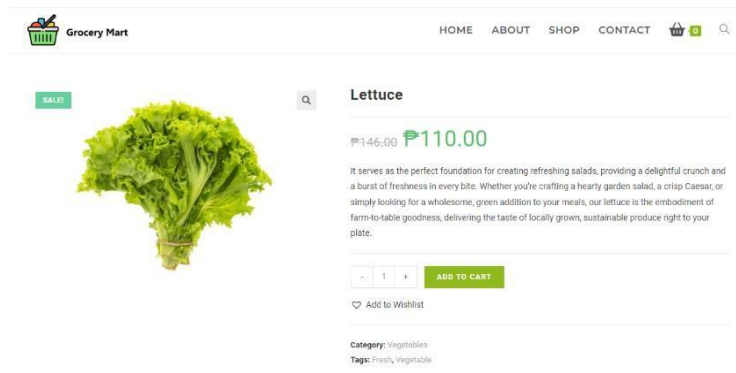 Grocery Mart
HOME ABOUT SHOP CONTACT 0
SALE!
Lettuce
₱146.00 ₱110.00
It serves as the perfect foundation for creating refreshing salads, providing a delightful crunch and
a burst of freshness in every bite. Whether you're crafting a hearty garden salad, a crisp Caesar, or
simply looking for a wholesome, green addition to your meals, our lettuce is the embodiment of
farm-to-table goodness, delivering the taste of locally grown, sustainable produce right to your
plate.
- 1 + ADD TO CART
Add to Wishlist
Category: Vegetables
Tags: Fresh, Vegetable